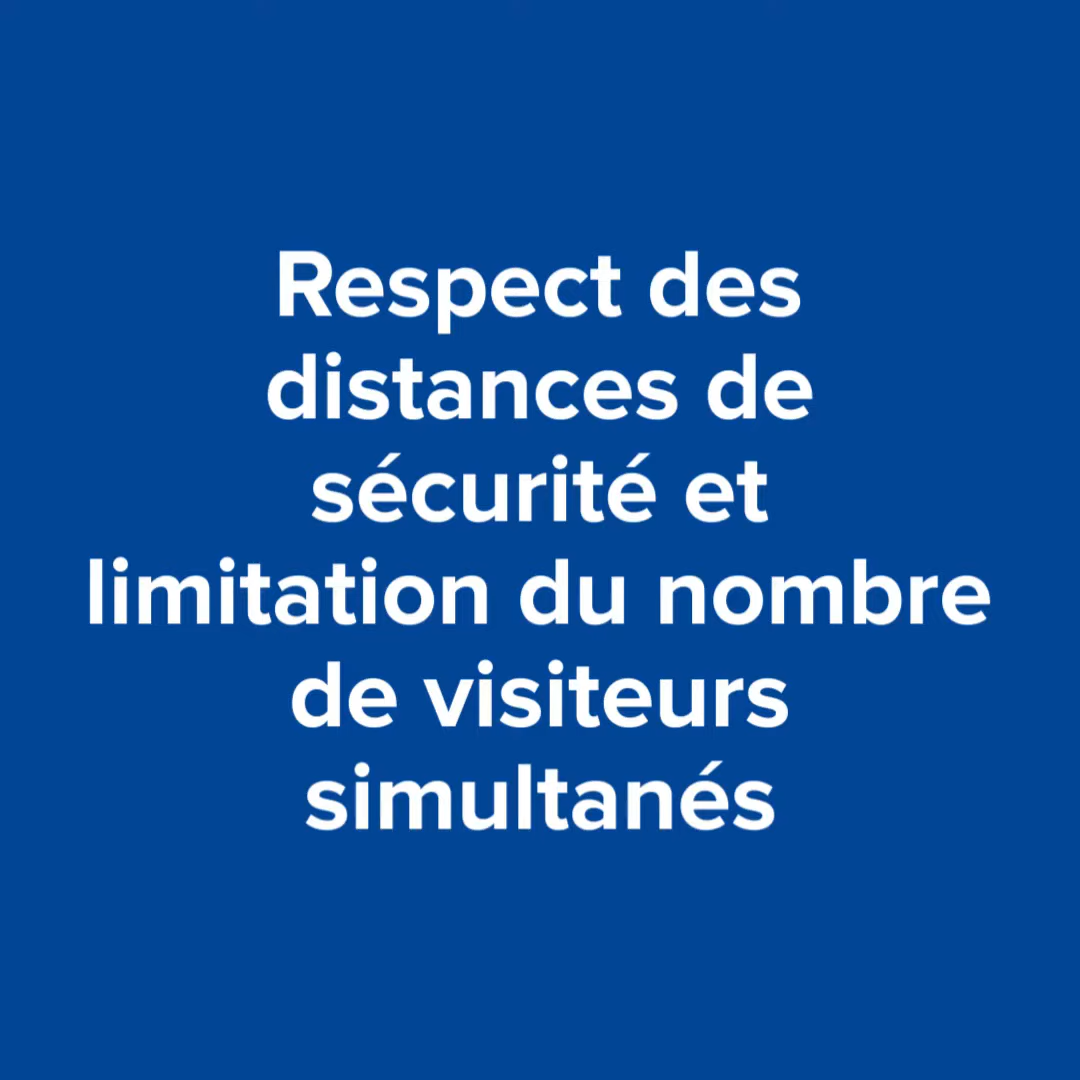 Respect des
distances de
sécurité et
limitation du nombre
de visiteurs
simultanés